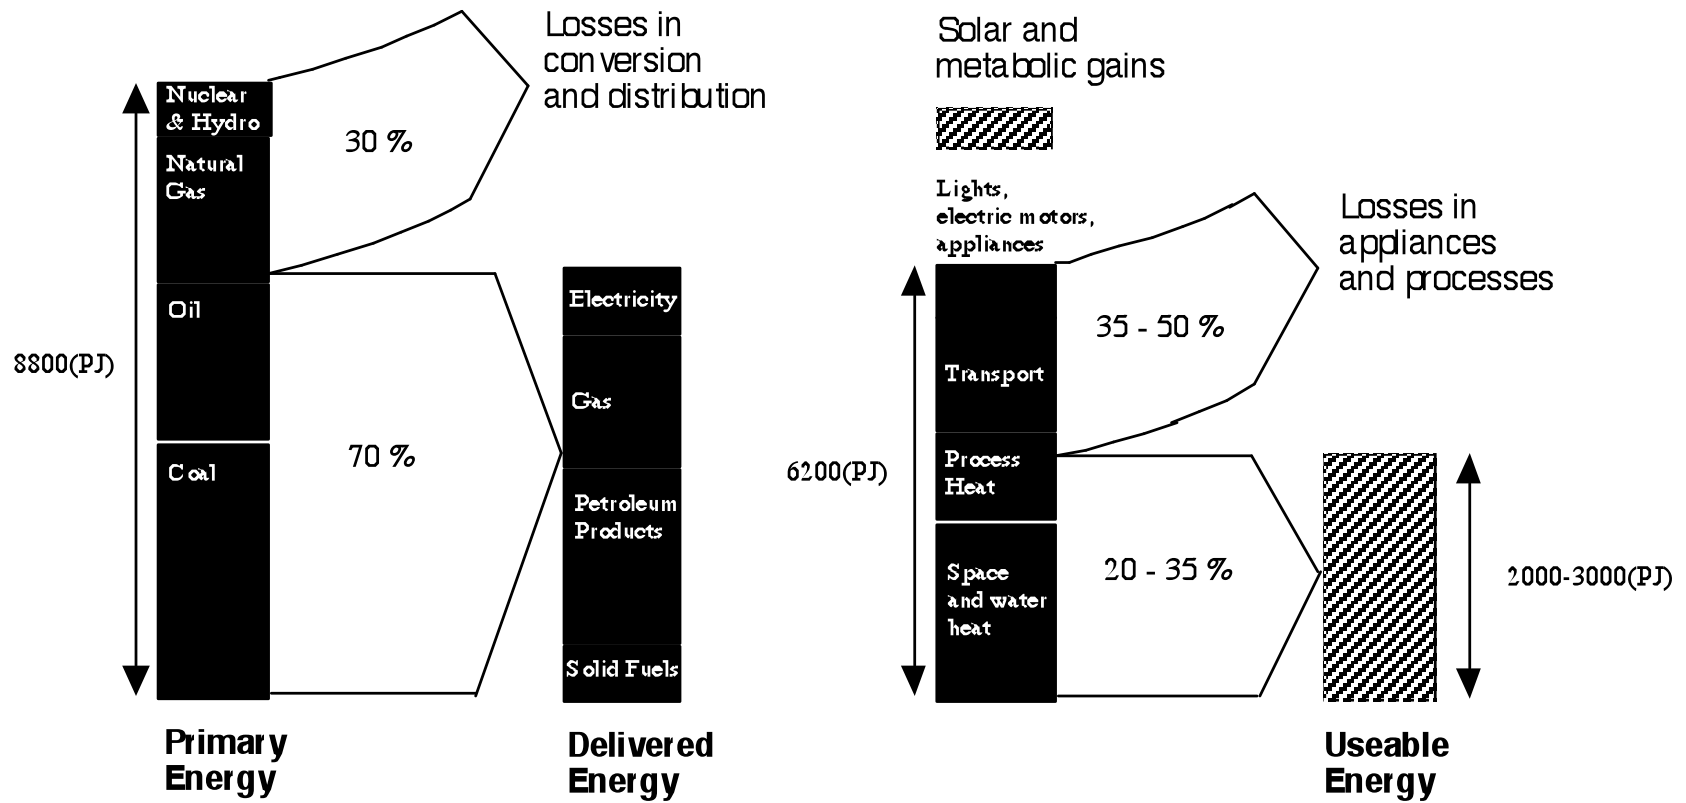 Losses in
conversion
and distribution
Nuclear
& Hydro
30 %
Natural
Gas
Oil
8800(PJ)
Coal
70 %
Primary
Energy
Electricity
Gas
Petroleum
Products
Solid Fuels
Delivered
Energy
Solar and
metabolic gains
Lights,
electric motors,
appliances
Losses in
appliances
and processes
35 - 50 %
Transport
6200(PJ)
Process
Heat
20 - 35 %
Space
and water
heat
2000-3000(PJ)
Useable
Energy